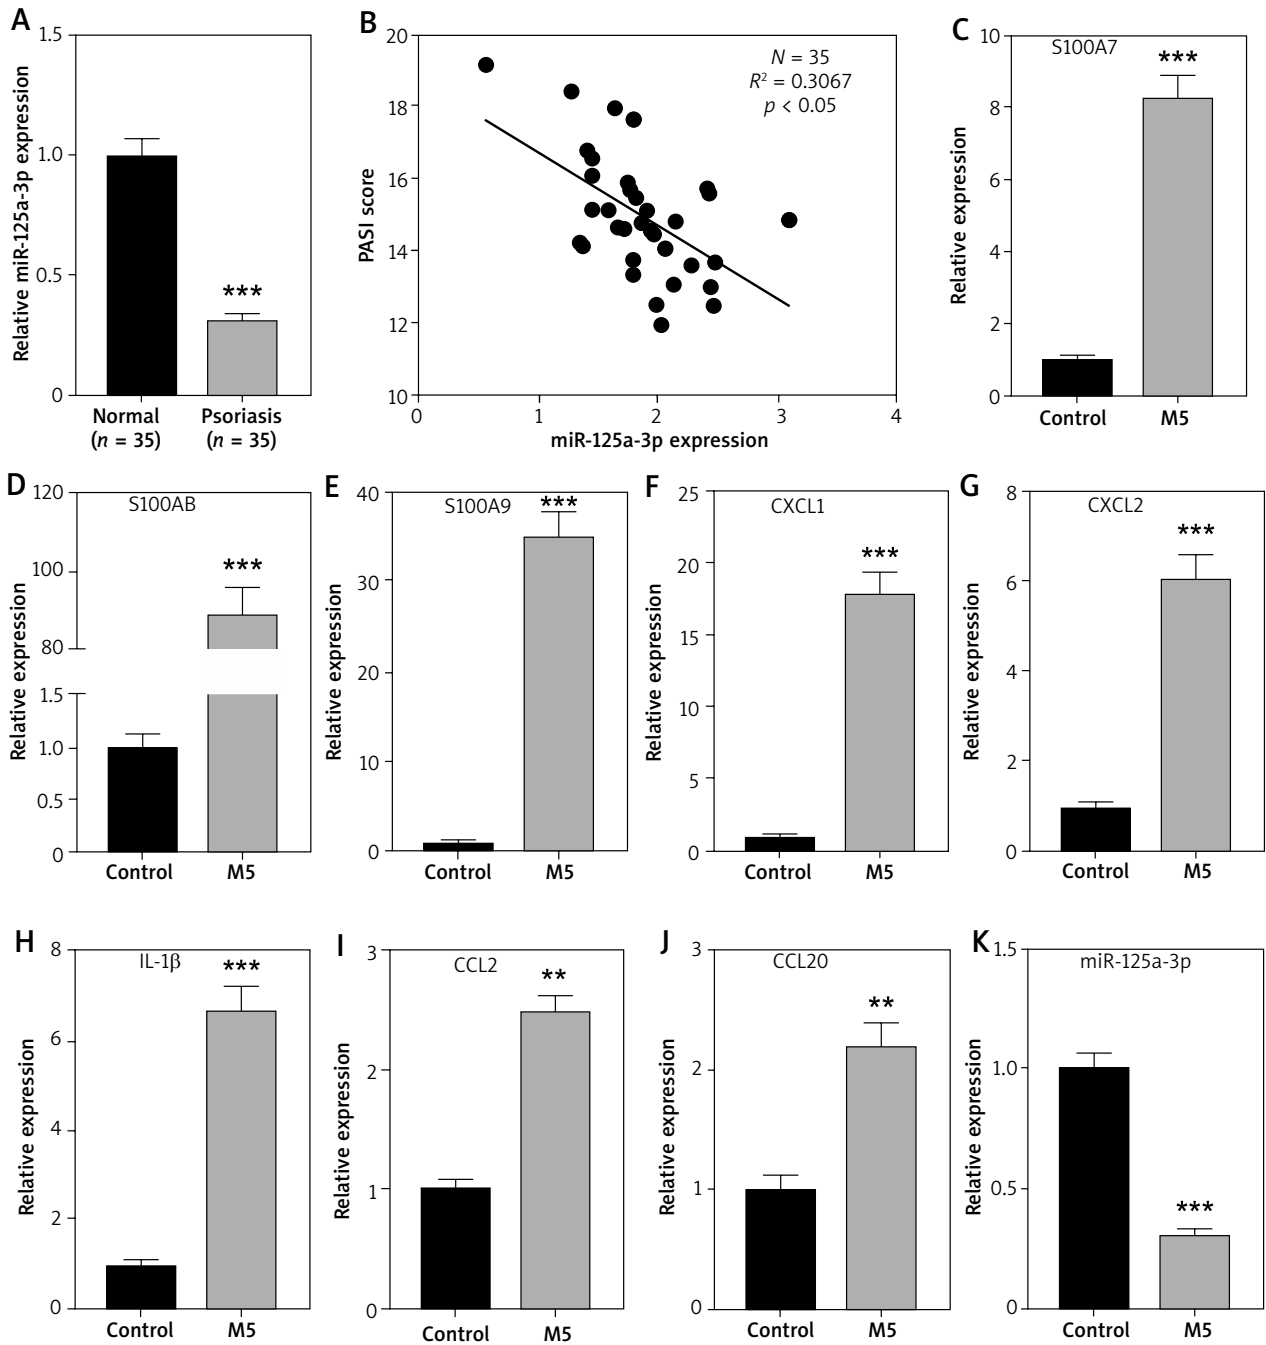 A
Relative miR-125a-3p expression
1.5
1.0
0.5
0
***
Normal
(n = 35)
Psoriasis
(n = 35)
B
PASI score
20
18
16
14
12
10
N = 35
R² = 0.3067
p < 0.05
0 1 2 3 4
miR-125a-3p expression
C
Relative expression
10
8
6
4
2
0
S100A7
***
Control M5
D
Relative expression
120
100
80
1.5
1.0
0.5
0
S100AB
***
Control M5
E
Relative expression
40
30
20
10
0
S100A9
***
Control M5
F
Relative expression
25
20
15
10
5
0
CXCL1
***
Control M5
G
Relative expression
8
6
4
2
0
CXCL2
***
Control M5
H
Relative expression
8
6
4
2
0
IL-1β
***
Control M5
I
Relative expression
3
2
1
0
CCL2
**
Control M5
J
Relative expression
3
2
1
0
CCL20
**
Control M5
K
Relative expression
1.5
1.0
0.5
0
miR-125a-3p
***
Control M5